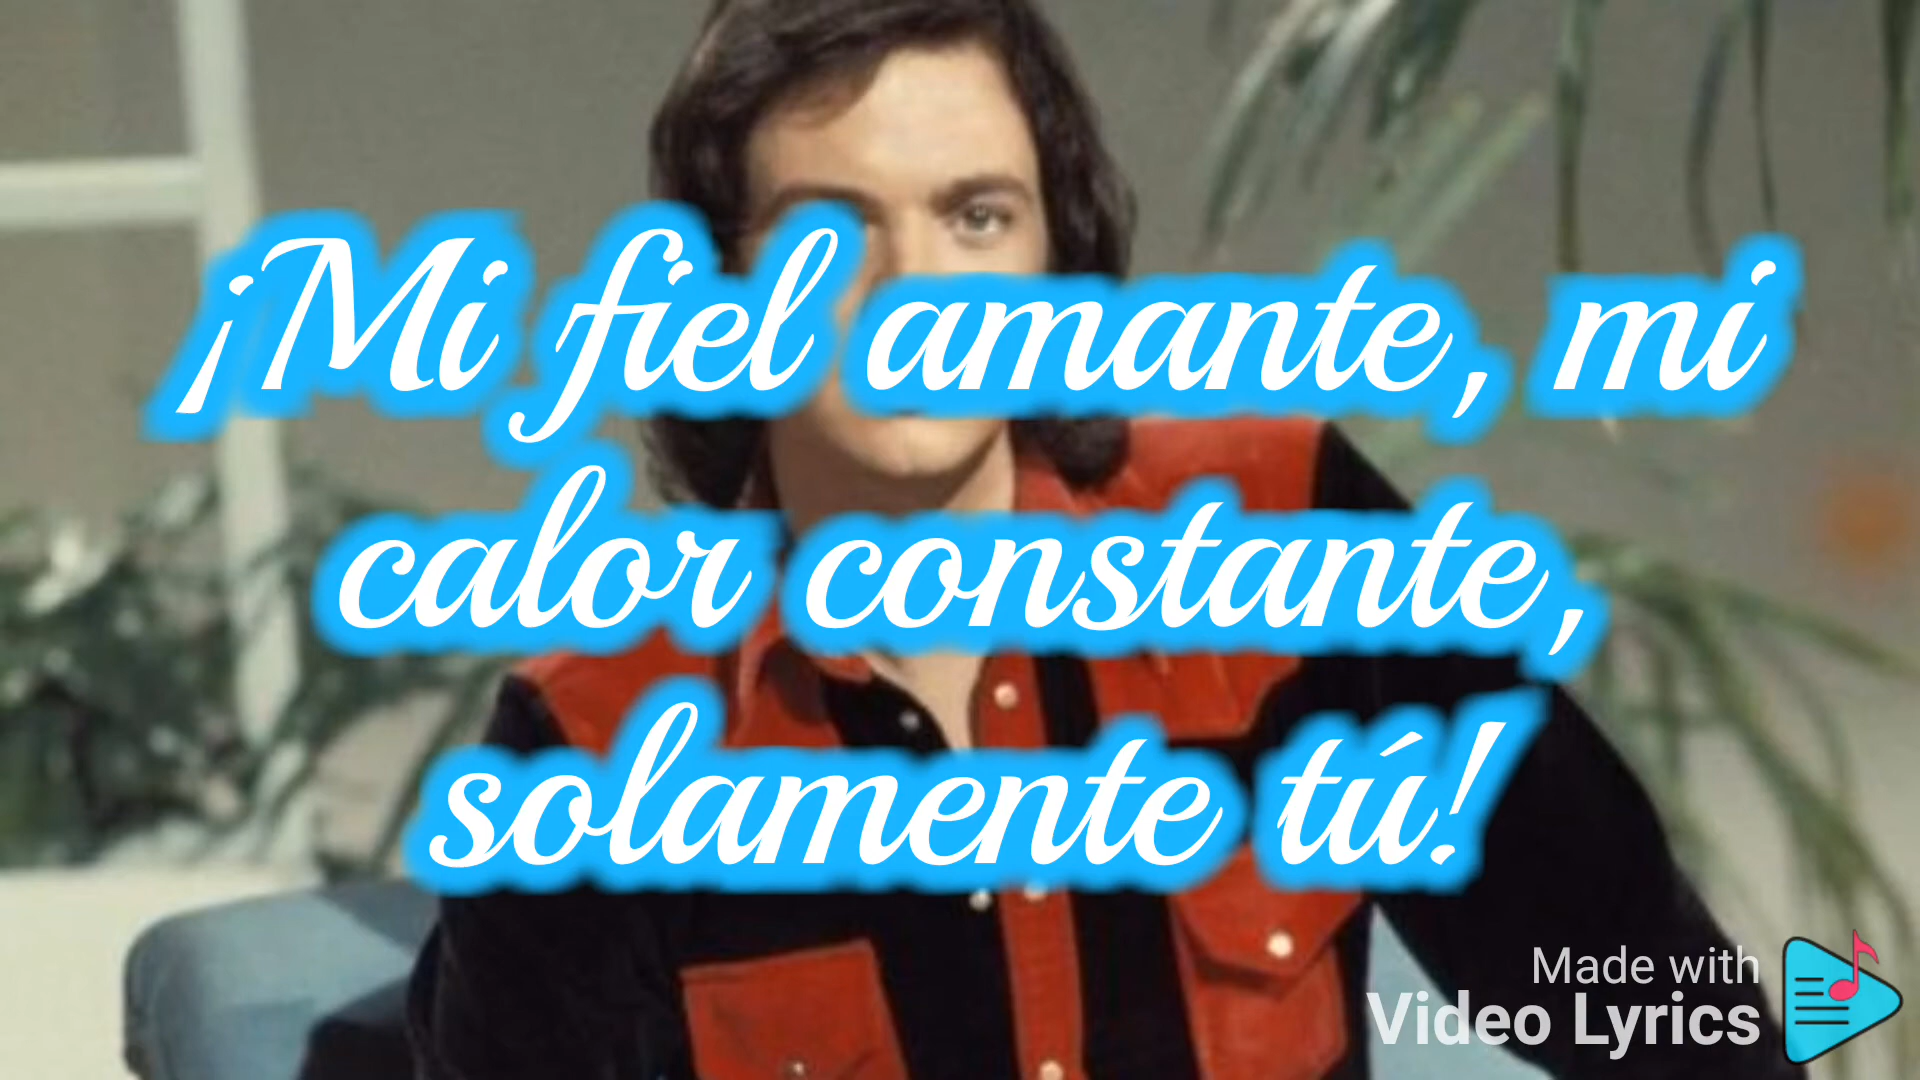 ¡Mi fiel amante, mi
calor constante,
solamente tú!
Made with
Video Lyrics